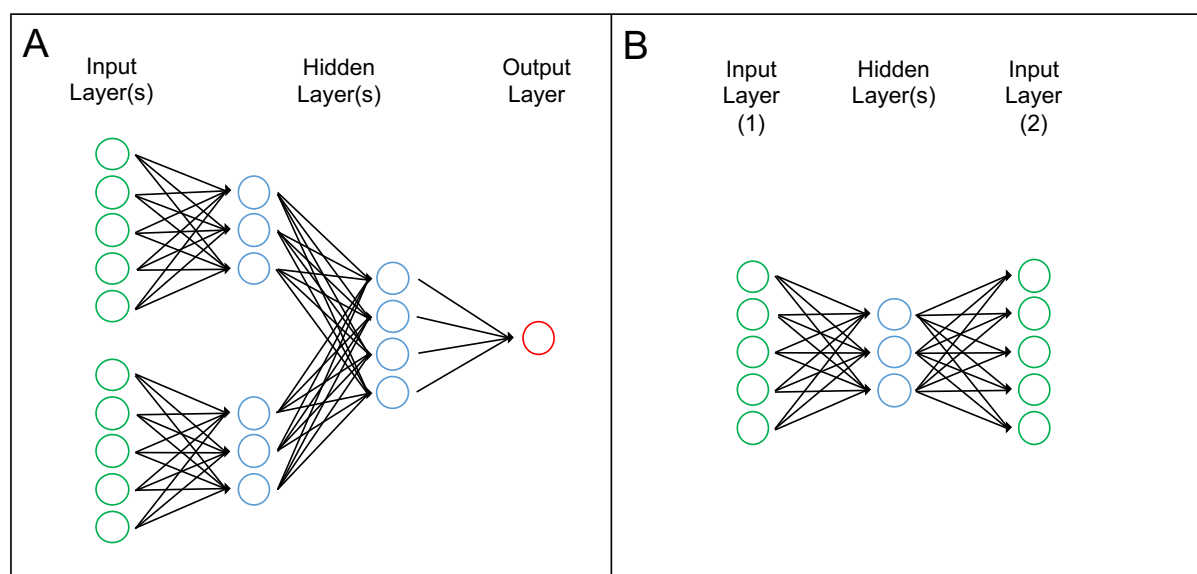 A
Input
Layer(s)
Hidden
Layer(s)
Output
Layer
B
Input
Layer
(1)
Hidden
Layer(s)
Input
Layer
(2)